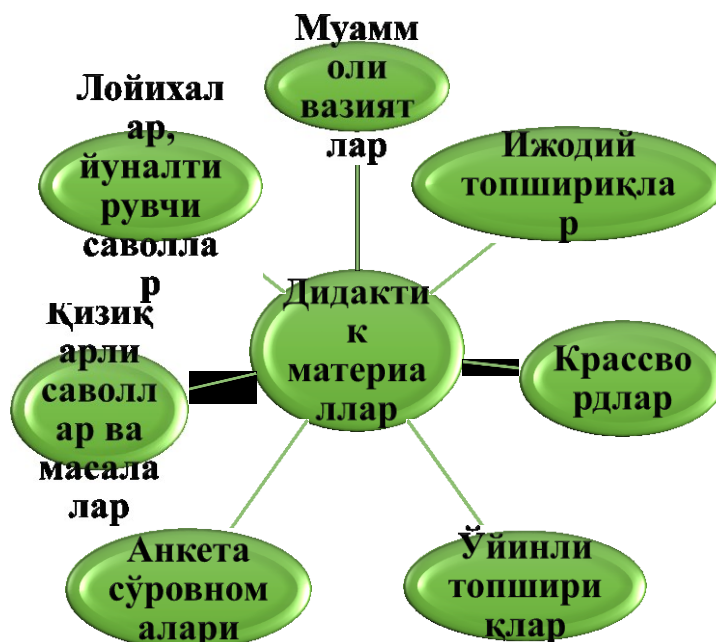 Муамм
оли
вазият
лар
Лойихал
ар,
йуналти
рувчи
саволлар
р
Ижодий
топшириқла
р
Дидакти
к
материа
ллар
Қизиқ
арли
саволл
ар ва
масала
лар
Крассво
рдлар
Анкета
сўровном
алари
Ўйинли
топшири
қлар